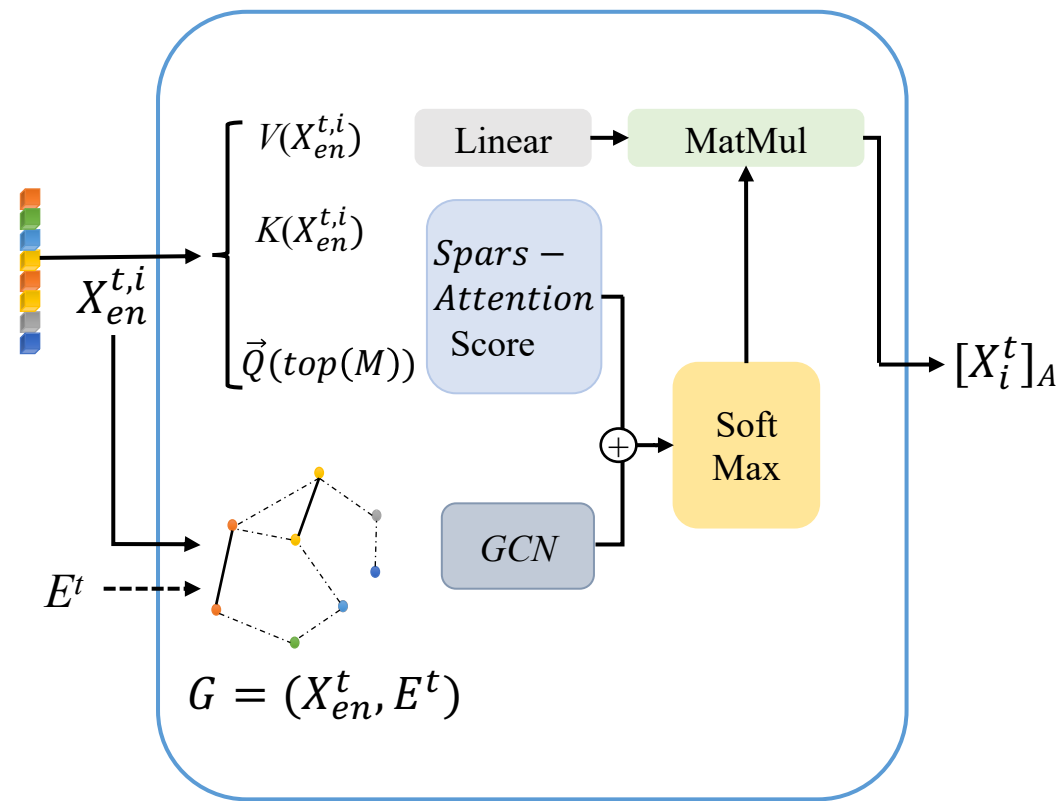 V(X_{en}^{t,i})
Linear
MatMul
K(X_{en}^{t,i})
Spars –
Attention
Score
X_{en}^{t,i}
\vec{Q}(top(M))
[X_i^t]_A
Soft
Max
+
GCN
E^t
G = (X_{en}^t, E^t)